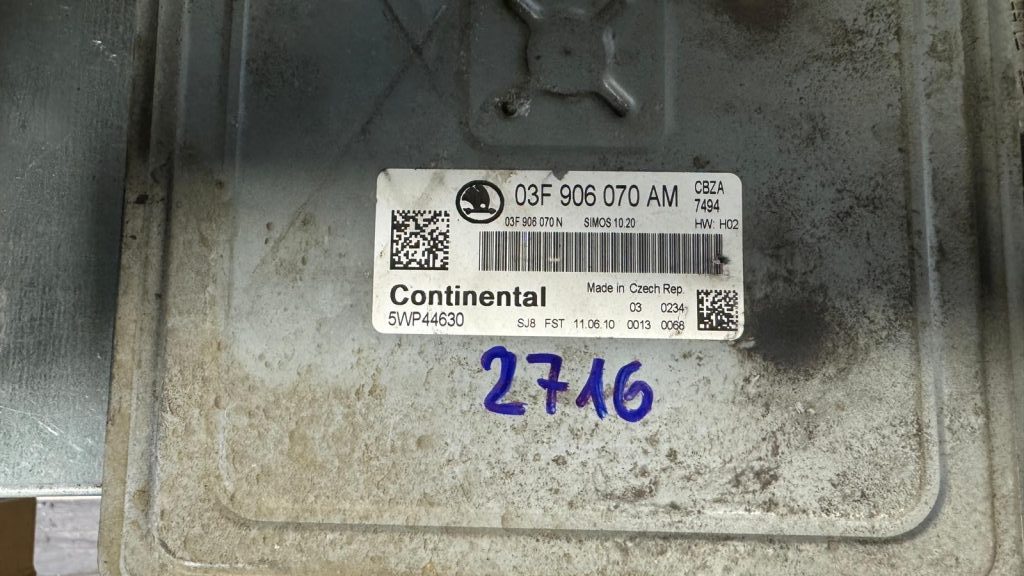 03F 906 070 AM
CBZA
7494
03F 906 070 N SIMOS 10.20 HW: H02
Continental
Made in Czech Rep.
5WP44630
03 0234
SJ8 FST 11.06.10 0013 0068
2716